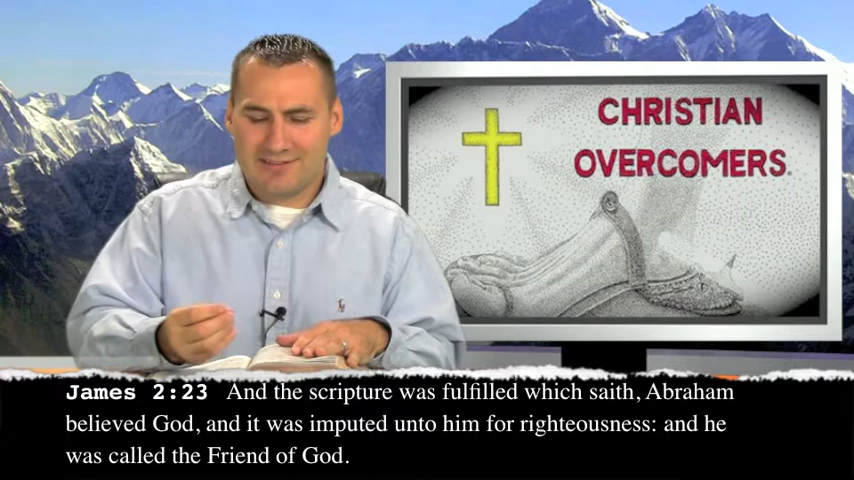 CHRISTIAN
OVERCOMERS
James 2:23 And the scripture was fulfilled which saith, Abraham
believed God, and it was imputed unto him for righteousness: and he
was called the Friend of God.